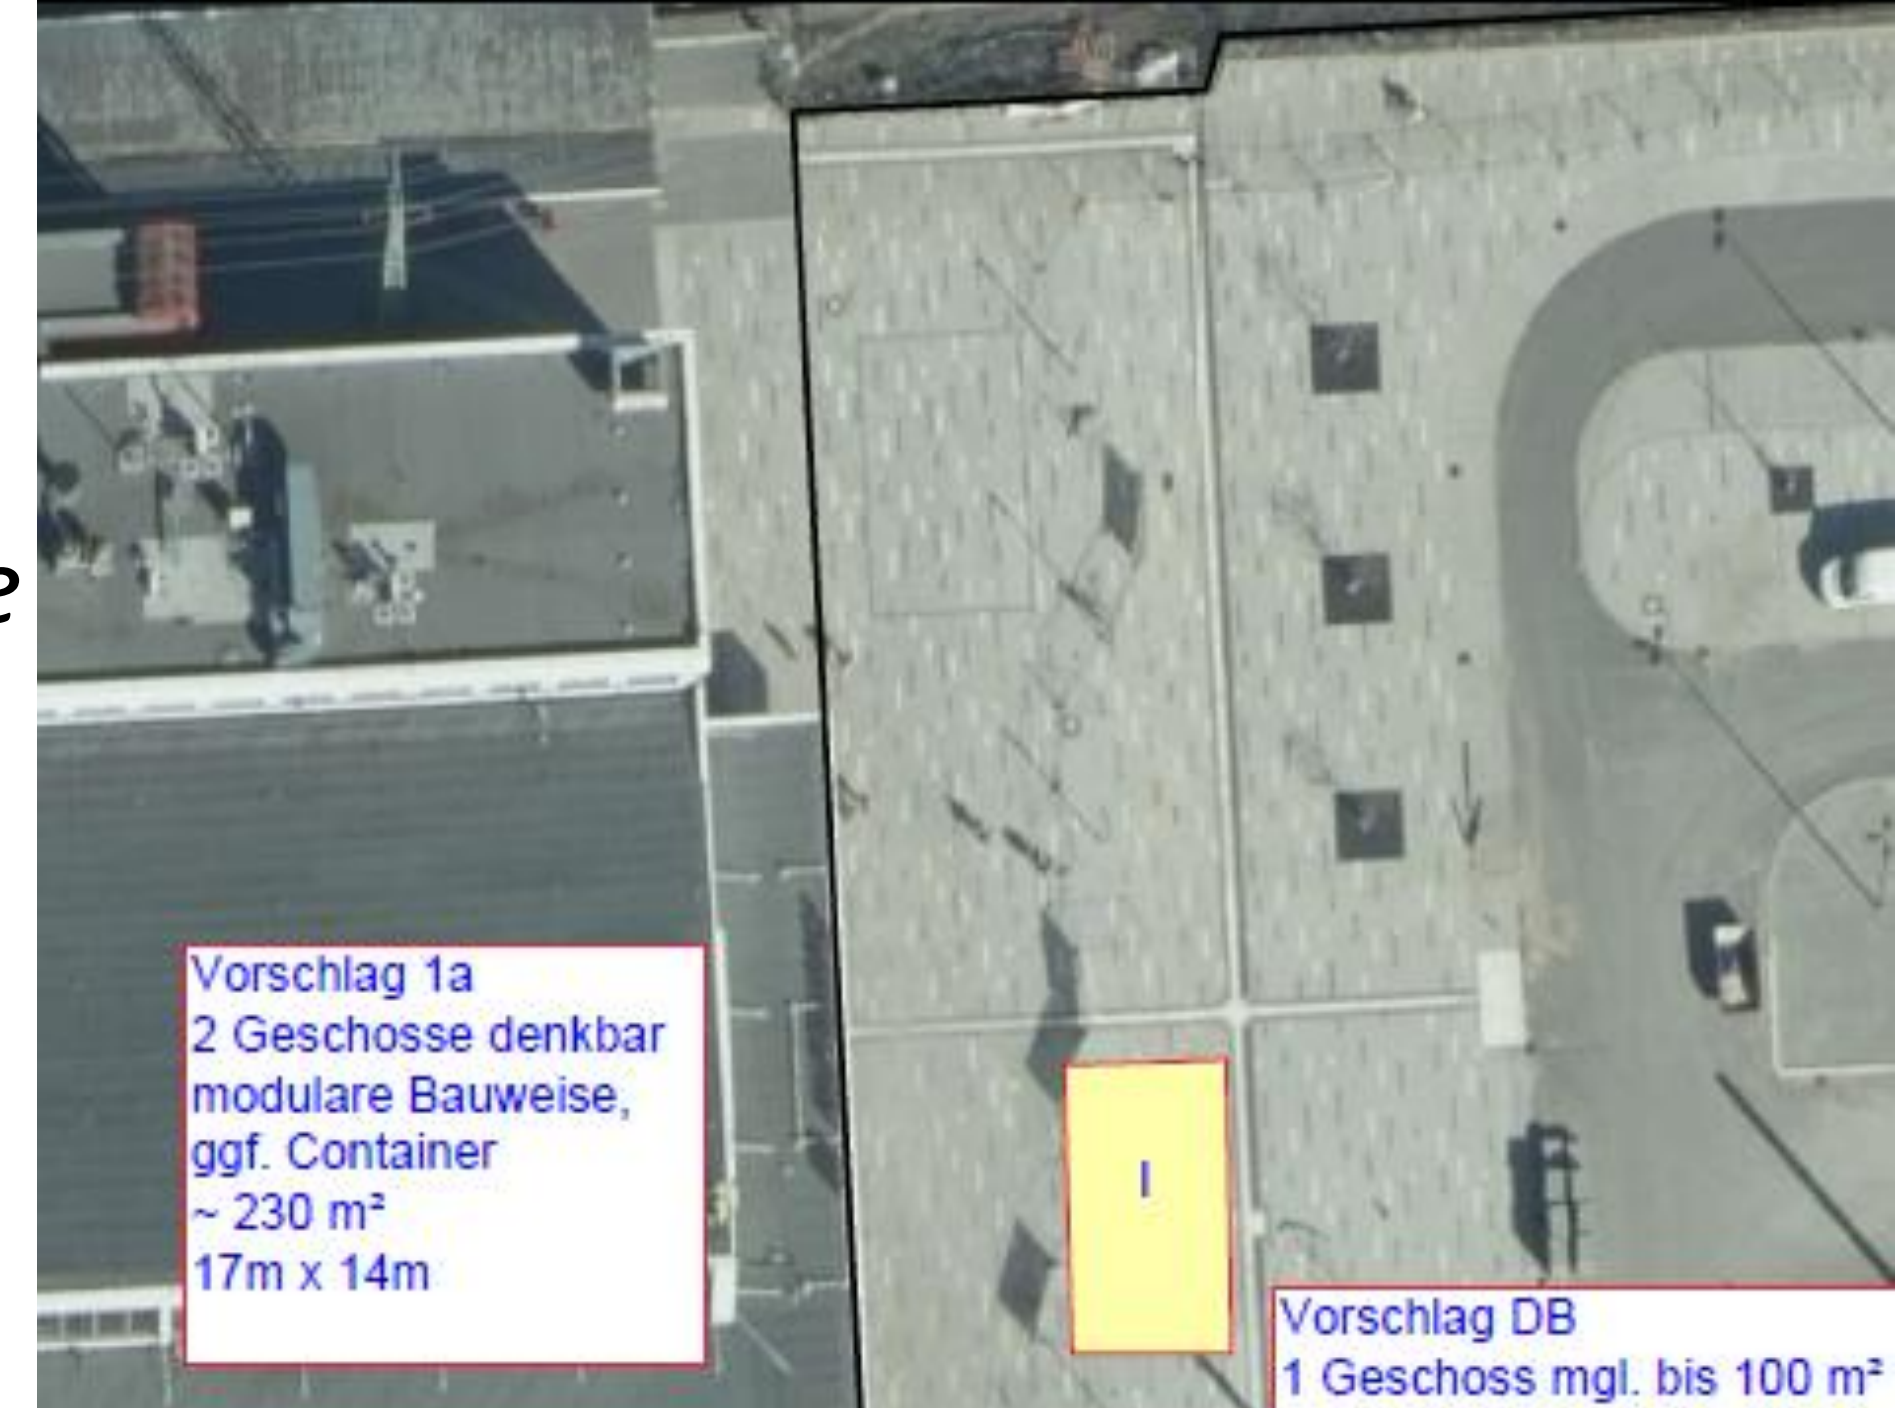 e
Vorschlag 1a
2 Geschosse denkbar
modulare Bauweise,
ggf. Container
~ 230 m²
17m x 14m
I
Vorschlag DB
1 Geschoss mgl. bis 100 m²